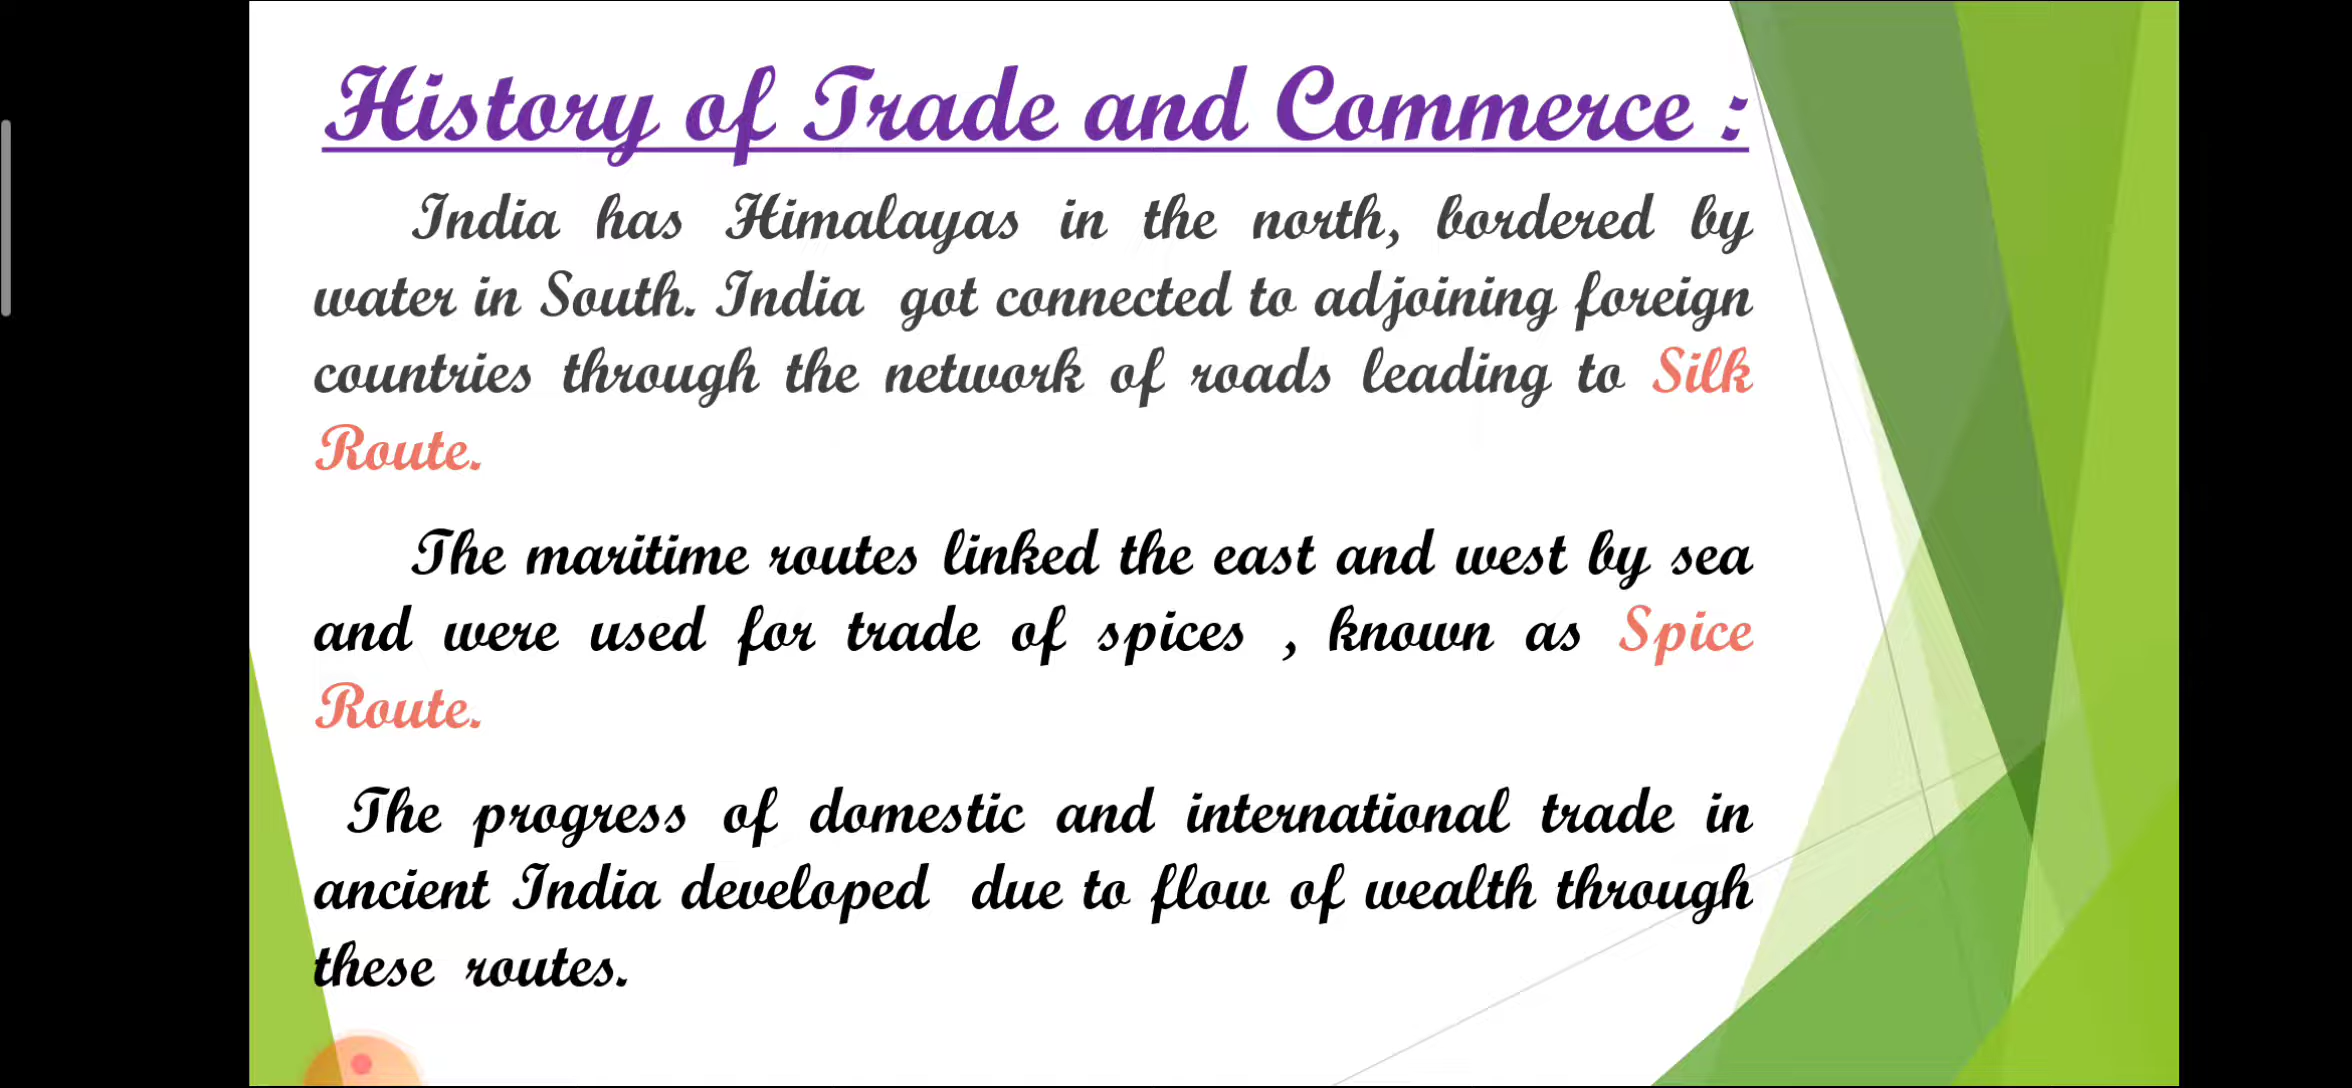 History of Trade and Commerce :
India has Himalayas in the north, bordered by
water in South. India got connected to adjoining foreign
countries through the network of roads leading to Silk
Route.
The maritime routes linked the east and west by sea
and were used for trade of spices , known as Spice
Route.
The progress of domestic and international trade in
ancient India developed due to flow of wealth through
these routes.